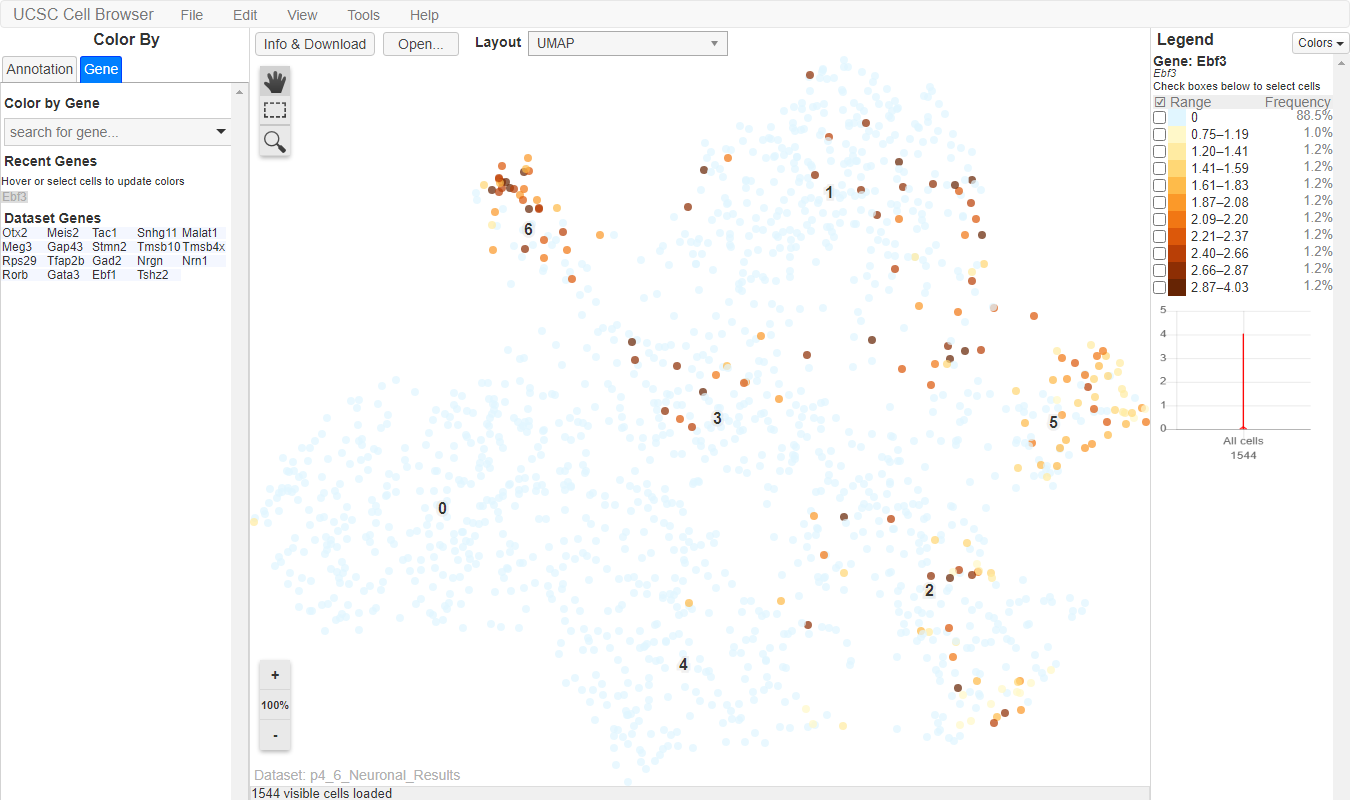 UCSC Cell Browser File Edit View Tools Help
Color By
Annotation Gene
Color by Gene
search for gene...
Recent Genes
Hover or select cells to update colors
Ebf3
Dataset Genes
Otx2 Meis2 Tac1 Snhg11 Malat1
Meg3 Gap43 Stmn2 Tmsb10 Tmsb4x
Rps29 Tfap2b Gad2 Nrgn Nrn1
Rorb Gata3 Ebf1 Tshz2
Info & Download Open... Layout UMAP
1
6
3
5
0
2
4
+
100%
-
Dataset: p4_6_Neuronal_Results
1544 visible cells loaded
Legend Colors
Gene: Ebf3
Ebf3
Check boxes below to select cells
Range Frequency
0 88.5%
0.75–1.19 1.0%
1.20–1.41 1.2%
1.41–1.59 1.2%
1.61–1.83 1.2%
1.87–2.08 1.2%
2.09–2.20 1.2%
2.21–2.37 1.2%
2.40–2.66 1.2%
2.66–2.87 1.2%
2.87–4.03 1.2%
5
4
3
2
1
0
All cells
1544